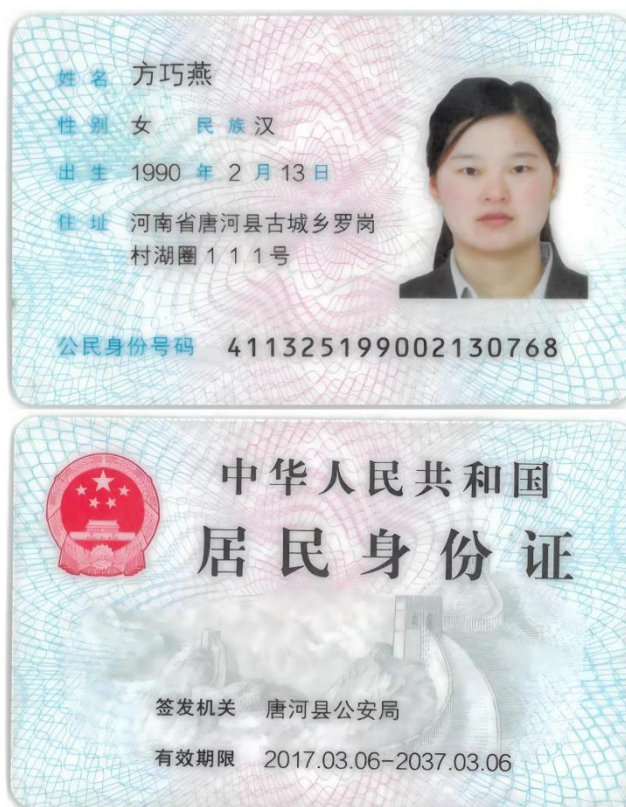 姓名 方巧燕
性别 女 民族 汉
出生 1990 年 2 月 13 日
住址 河南省唐河县古城乡罗岗
村湖圈111号
公民身份号码 411325199002130768
中华人民共和国
居民身份证
签发机关 唐河县公安局
有效期限 2017.03.06-2037.03.06